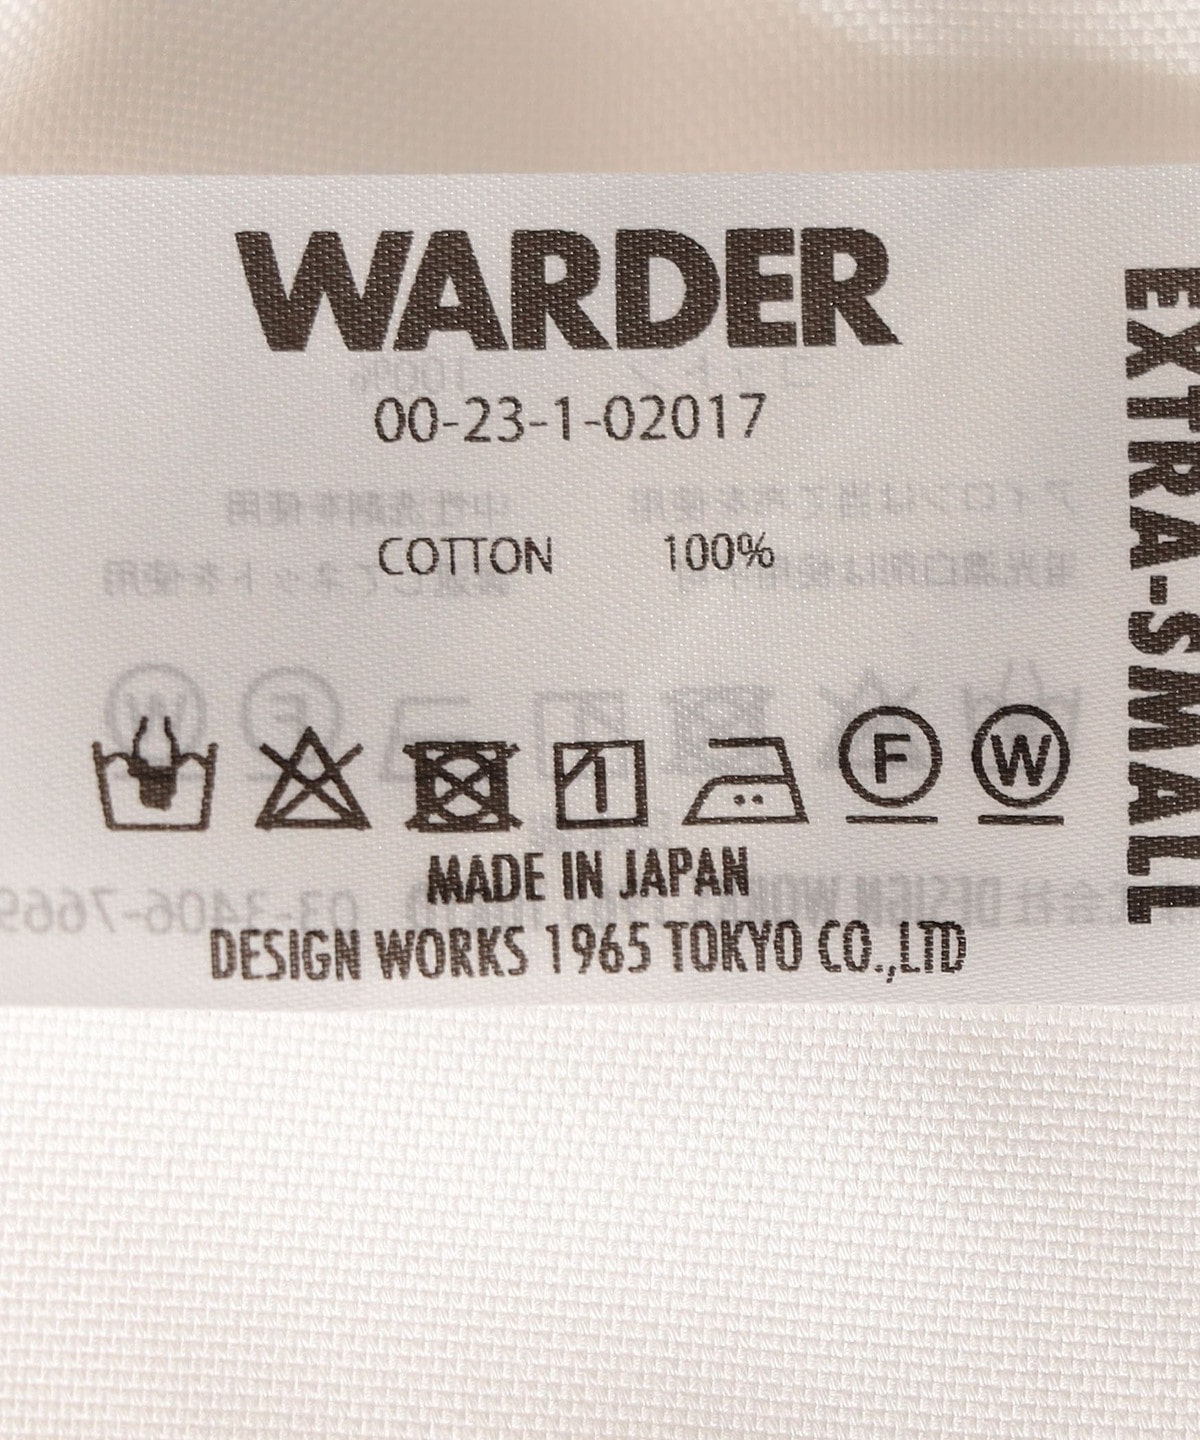 WARDER
00-23-1-02017
COTTON 100%
F W
MADE IN JAPAN
DESIGN WORKS 1965 TOKYO CO.,LTD
EXTRA-SMALL